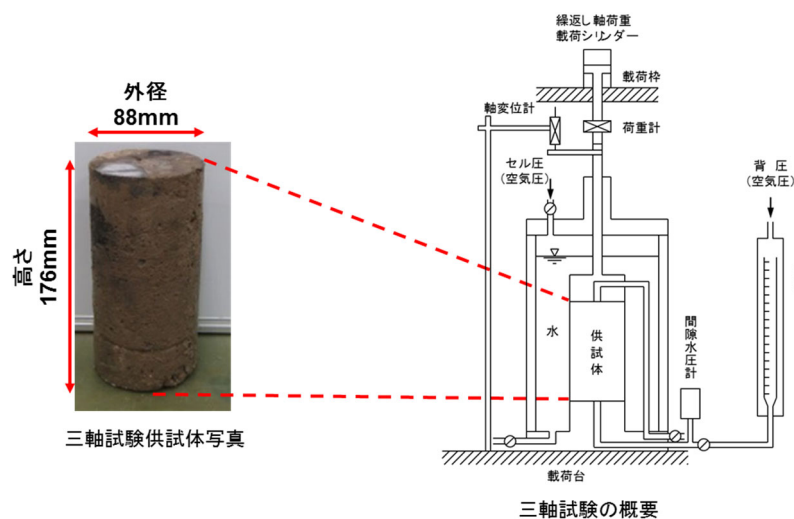 外径
88mm
高さ
176mm
三軸試験供試体写真
繰返し軸荷重
載荷シリンダー
載荷枠
軸変位計
荷重計
セル圧
(空気圧)
背 圧
(空気圧)
水
供試体
間隙水圧計
載荷台
三軸試験の概要